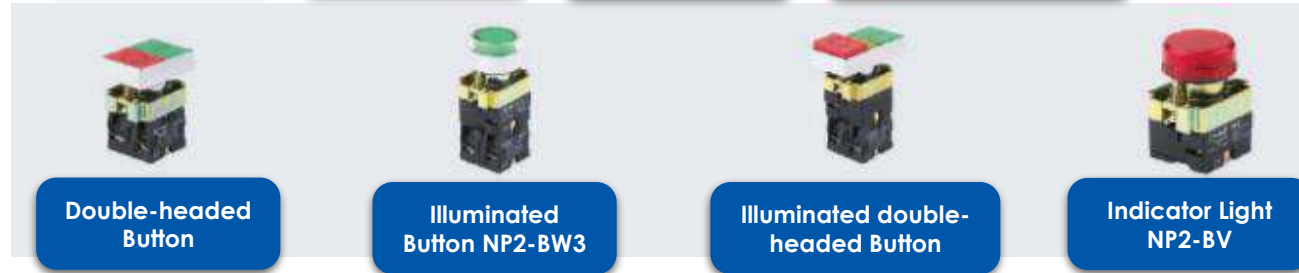 Double-headed
Button
Illuminated
Button NP2-BW3
Illuminated double-
headed Button
Indicator Light
NP2-BV